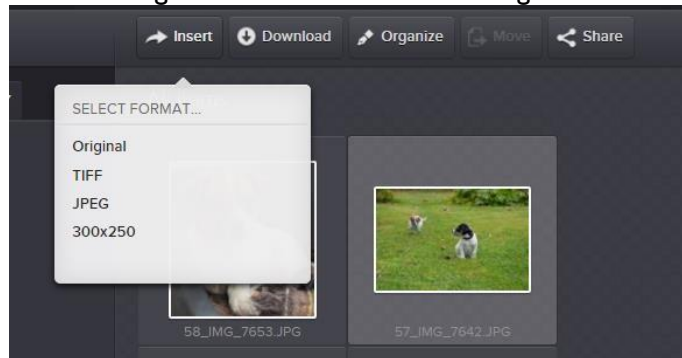 Insert Download Organize Move Share
SELECT FORMAT...
Original
TIFF
JPEG
300x250
58_IMG_7653.JPG 57_IMG_7642.JPG